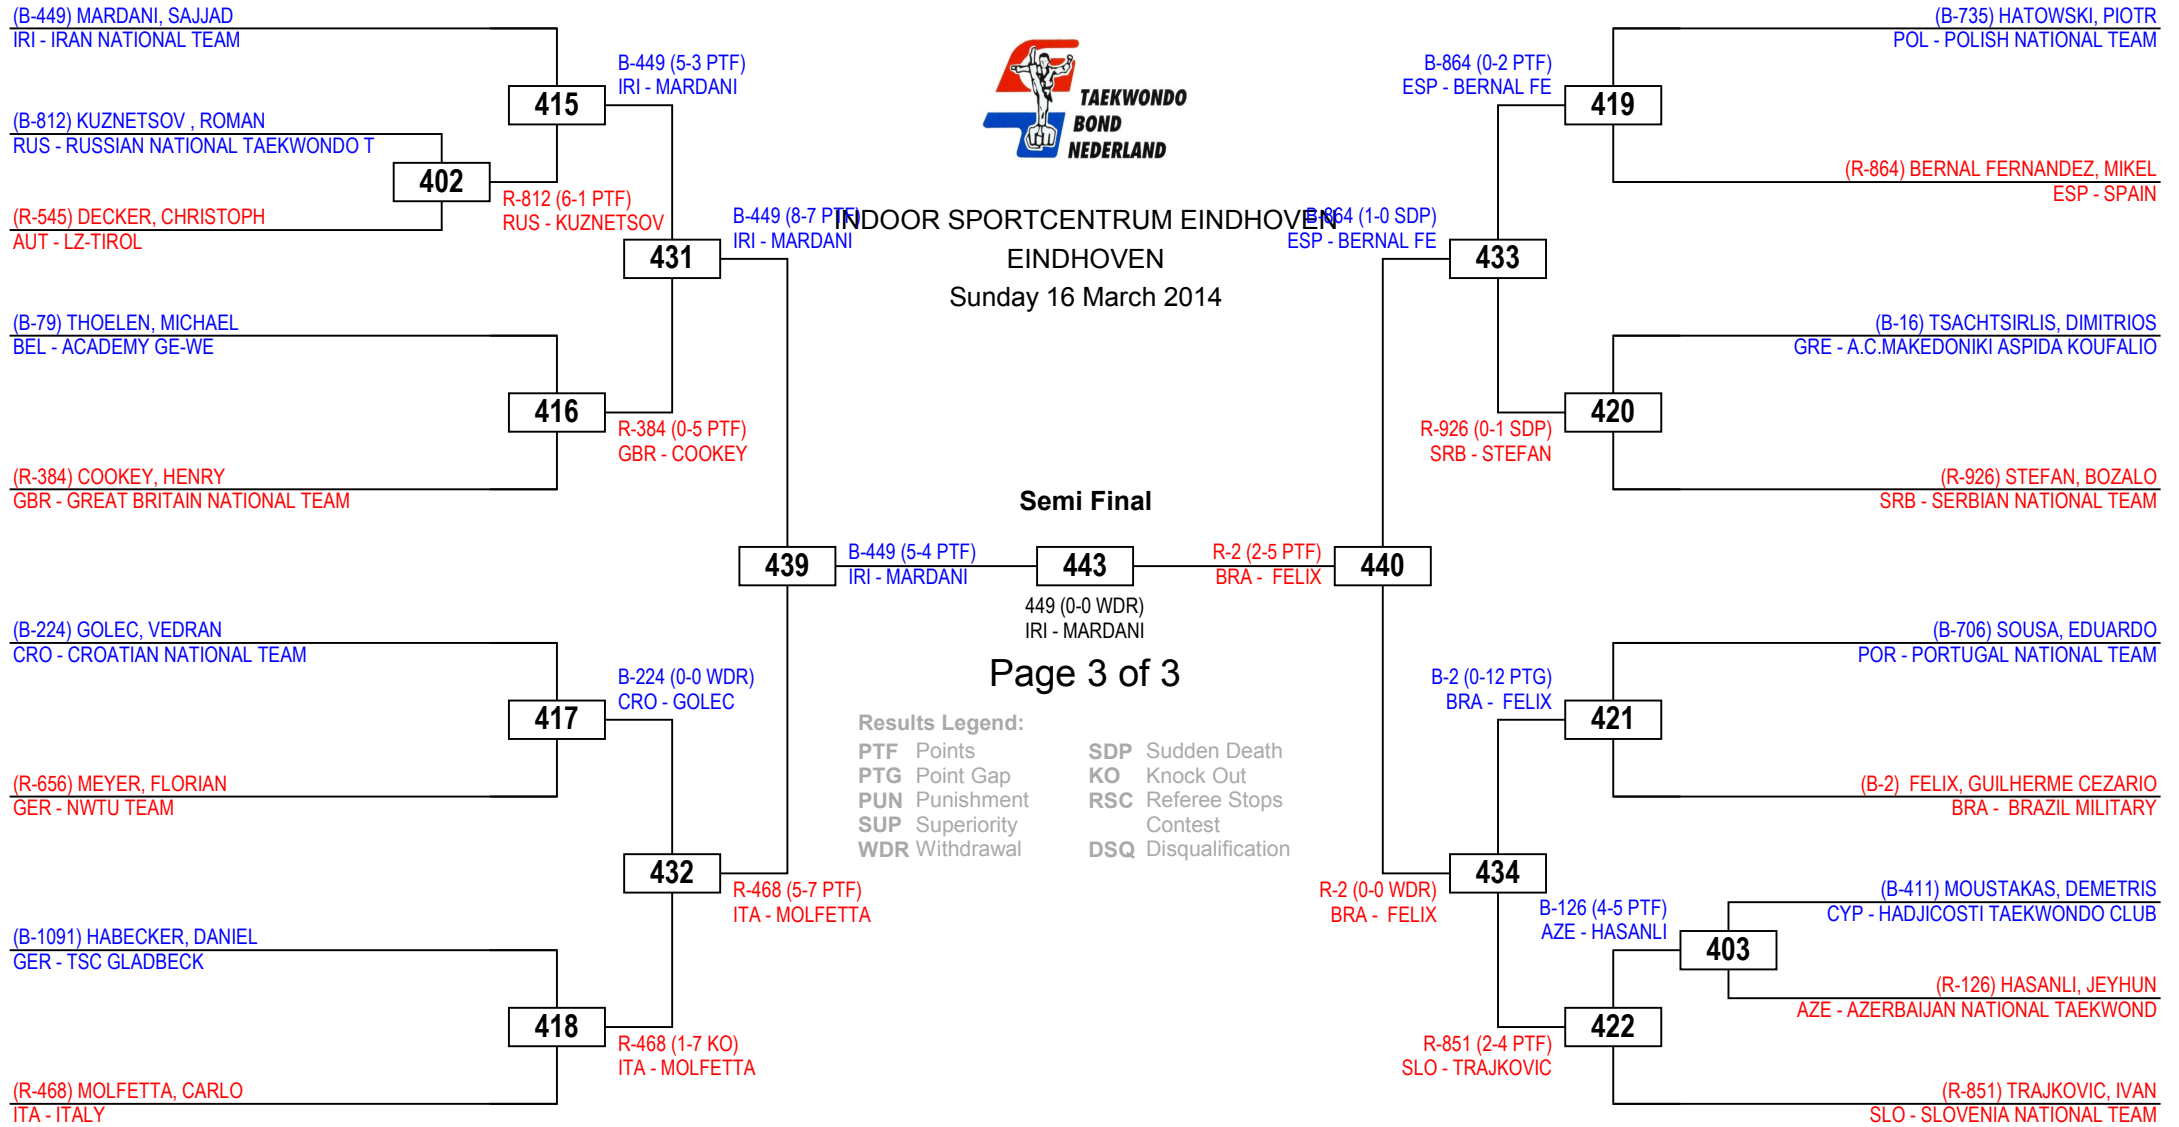 (B-449) MARDANI, SAJJAD
IRI - IRAN NATIONAL TEAM
(B-812) KUZNETSOV , ROMAN
RUS - RUSSIAN NATIONAL TAEKWONDO T
(R-545) DECKER, CHRISTOPH
AUT - LZ-TIROL
(B-79) THOELEN, MICHAEL
BEL - ACADEMY GE-WE
(R-384) COOKEY, HENRY
GBR - GREAT BRITAIN NATIONAL TEAM
(B-224) GOLEC, VEDRAN
CRO - CROATIAN NATIONAL TEAM
(R-656) MEYER, FLORIAN
GER - NWTU TEAM
(B-1091) HABECKER, DANIEL
GER - TSC GLADBECK
(R-468) MOLFETTA, CARLO
ITA - ITALY
402
R-812 (6-1 PTF)
RUS - KUZNETSOV
415
B-449 (5-3 PTF)
IRI - MARDANI
416
R-384 (0-5 PTF)
GBR - COOKEY
417
B-224 (0-0 WDR)
CRO - GOLEC
418
R-468 (1-7 KO)
ITA - MOLFETTA
431
B-449 (8-7 PTF)
IRI - MARDANI
432
R-468 (5-7 PTF)
ITA - MOLFETTA
439
B-449 (5-4 PTF)
IRI - MARDANI
TAEKWONDO
BOND
NEDERLAND
INDOOR SPORTCENTRUM EINDHOVEN
EINDHOVEN
Sunday 16 March 2014
Semi Final
443
449 (0-0 WDR)
IRI - MARDANI
Page 3 of 3
Results Legend:
PTF Points
PTG Point Gap
PUN Punishment
SUP Superiority
WDR Withdrawal
SDP Sudden Death
KO Knock Out
RSC Referee Stops
Contest
DSQ Disqualification
R-2 (2-5 PTF)
BRA - FELIX
440
B-864 (1-0 SDP)
ESP - BERNAL FE
433
R-2 (0-0 WDR)
BRA - FELIX
434
B-864 (0-2 PTF)
ESP - BERNAL FE
419
R-926 (0-1 SDP)
SRB - STEFAN
420
B-2 (0-12 PTG)
BRA - FELIX
421
R-851 (2-4 PTF)
SLO - TRAJKOVIC
422
B-126 (4-5 PTF)
AZE - HASANLI
403
(B-735) HATOWSKI, PIOTR
POL - POLISH NATIONAL TEAM
(R-864) BERNAL FERNANDEZ, MIKEL
ESP - SPAIN
(B-16) TSACHTSIRLIS, DIMITRIOS
GRE - A.C.MAKEDONIKI ASPIDA KOUFALIO
(R-926) STEFAN, BOZALO
SRB - SERBIAN NATIONAL TEAM
(B-706) SOUSA, EDUARDO
POR - PORTUGAL NATIONAL TEAM
(B-2) FELIX, GUILHERME CEZARIO
BRA - BRAZIL MILITARY
(B-411) MOUSTAKAS, DEMETRIS
CYP - HADJICOSTI TAEKWONDO CLUB
(R-126) HASANLI, JEYHUN
AZE - AZERBAIJAN NATIONAL TAEKWOND
(R-851) TRAJKOVIC, IVAN
SLO - SLOVENIA NATIONAL TEAM